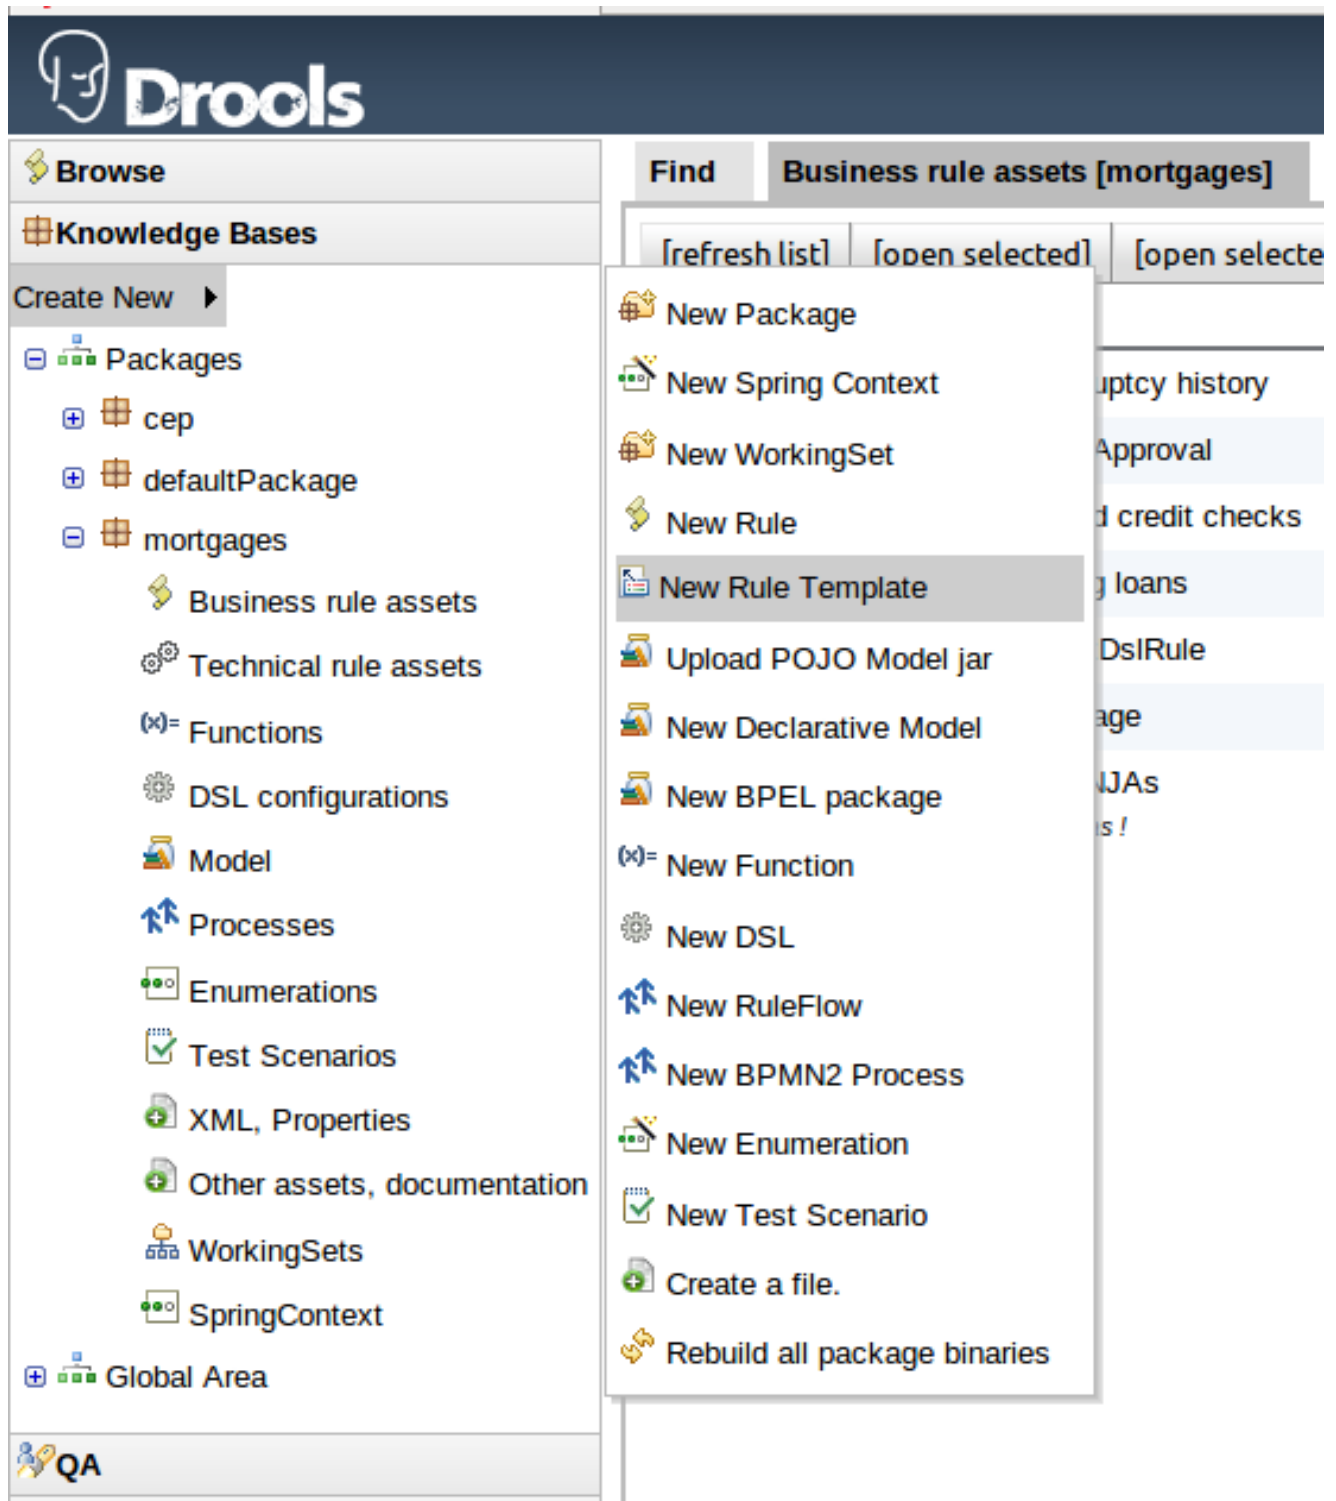 Drools
Browse
Knowledge Bases
Create New
Packages
cep
defaultPackage
mortgages
Business rule assets
Technical rule assets
(x)= Functions
DSL configurations
Model
Processes
Enumerations
Test Scenarios
XML, Properties
Other assets, documentation
WorkingSets
SpringContext
Global Area
QA
Find
Business rule assets [mortgages]
[refresh list] [open selected] [open selecte
New Package
New Spring Context
New WorkingSet
New Rule
New Rule Template
Upload POJO Model jar
New Declarative Model
New BPEL package
(x)= New Function
New DSL
New RuleFlow
New BPMN2 Process
New Enumeration
New Test Scenario
Create a file.
Rebuild all package binaries
uptcy history
Approval
credit checks
loans
DslRule
age
NJAs
s !